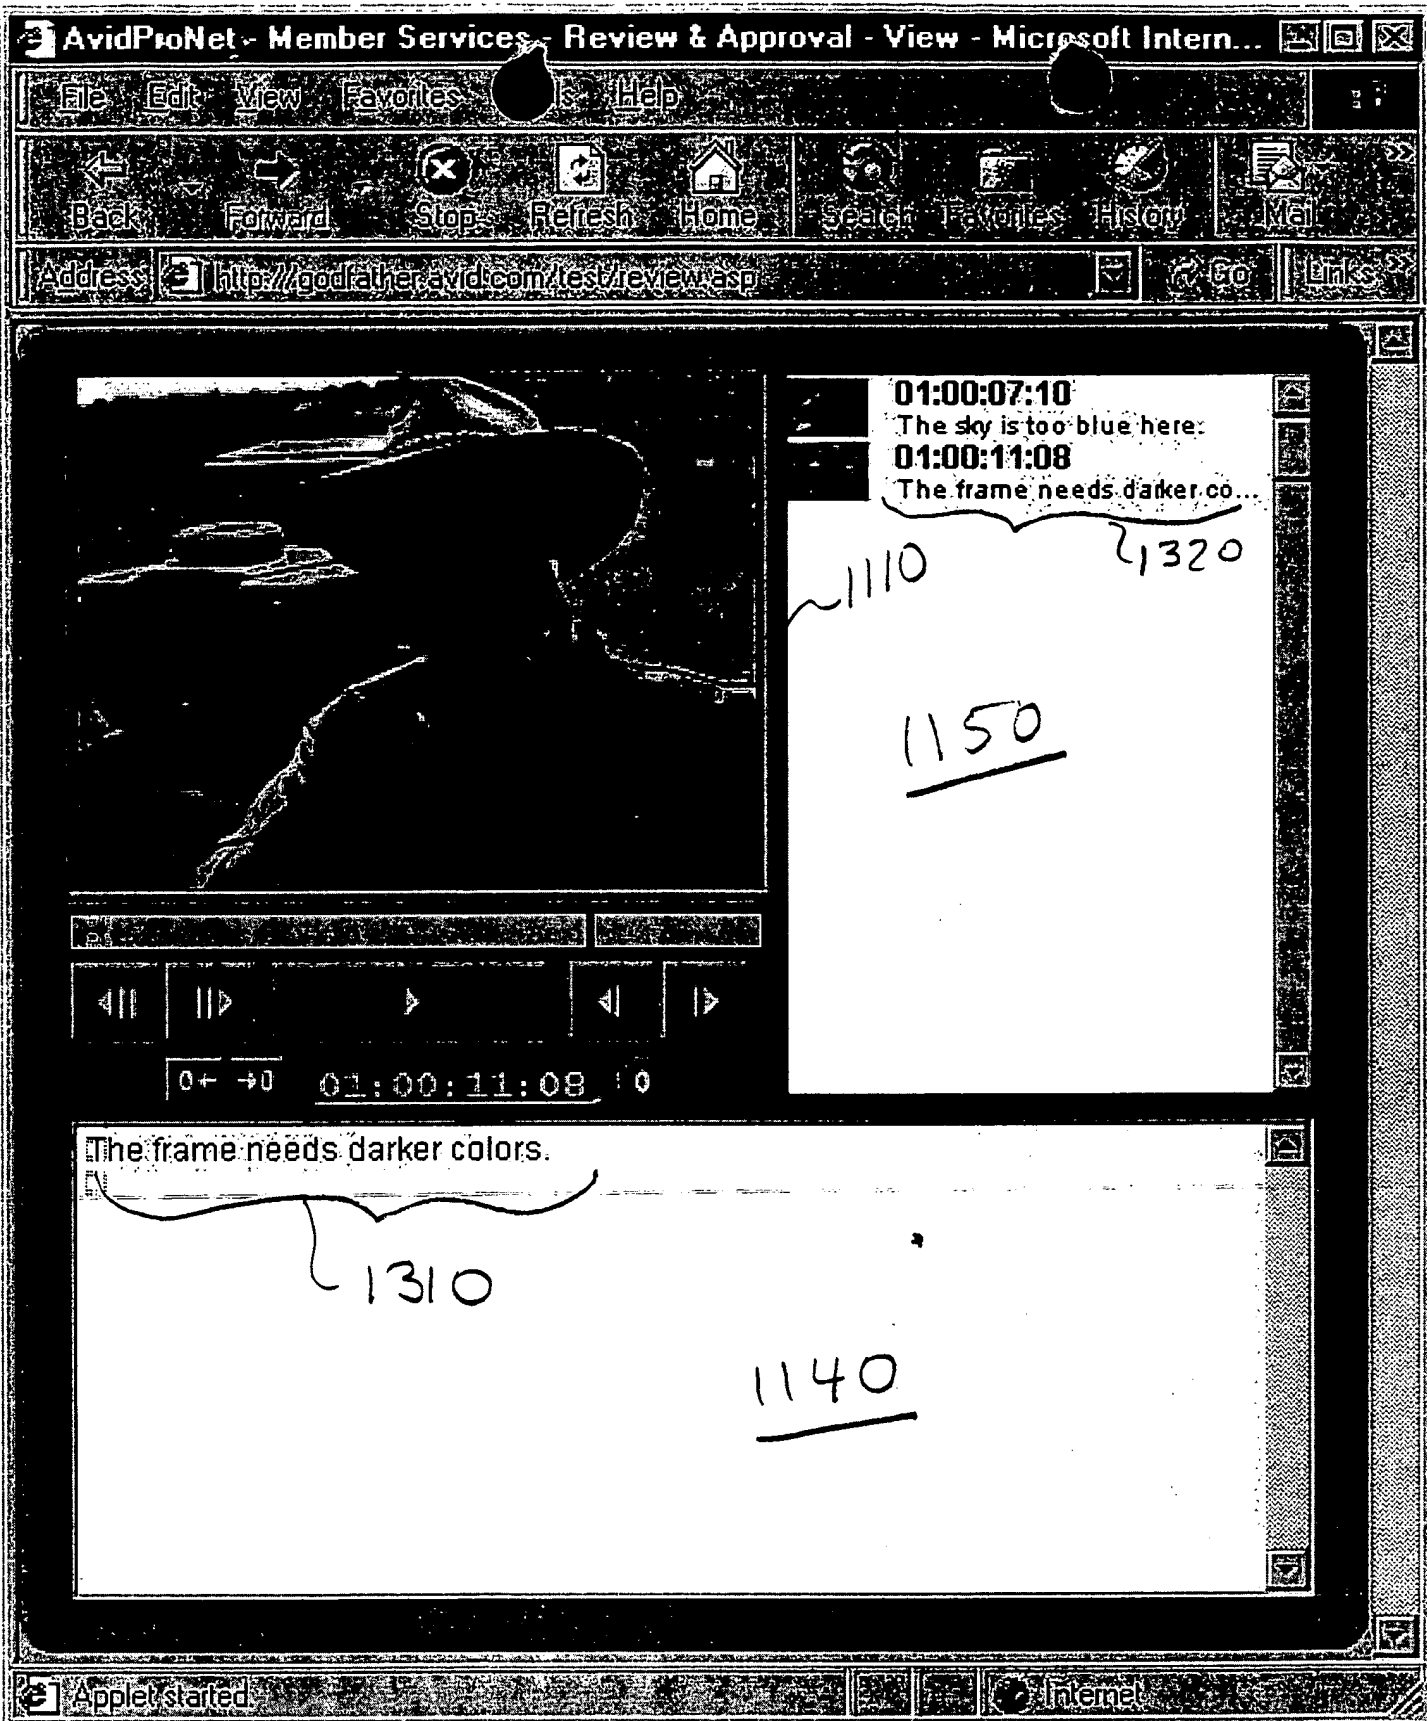 AvidProNet - Member Services - Review & Approval - View - Microsoft Intern...
File Edit View Favorites Help
Back Forward Stop Refresh Home Search Favorites History Mail
Address http://godfather.avid.com/test/review.asp Go Links
01:00:07:10
The sky is too blue here.
01:00:11:08
The frame needs darker co...
1320
1110
1150
01:00:11:08
The frame needs darker colors.
1310
1140
Applet started. Internet